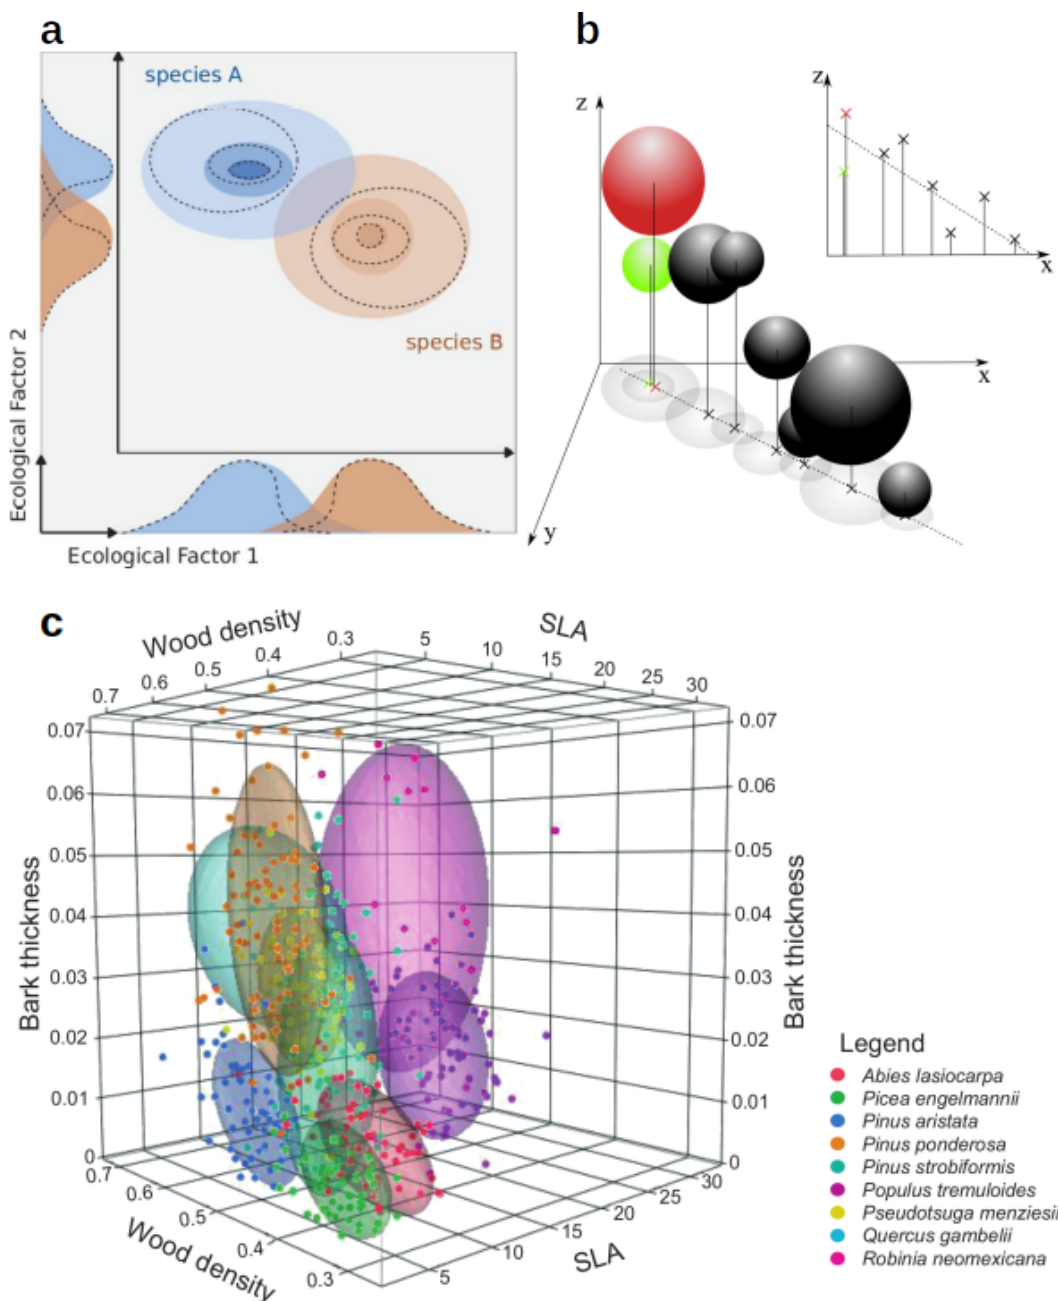 a
species A
species B
Ecological Factor 2
Ecological Factor 1
b
z
x
y
z
x
c
Wood density
SLA
0.7
0.6
0.5
0.4
0.3
5
10
15
20
25
30
0.07
0.06
0.05
0.04
0.03
0.02
0.01
0
Bark thickness
0.07
0.06
0.05
0.04
0.03
0.02
0.01
0
Bark thickness
0.7
0.6
0.5
0.4
0.3
Wood density
5
10
15
20
25
30
SLA
Legend
Abies lasiocarpa
Picea engelmannii
Pinus aristata
Pinus ponderosa
Pinus strobiformis
Populus tremuloides
Pseudotsuga menziesii
Quercus gambelii
Robinia neomexicana